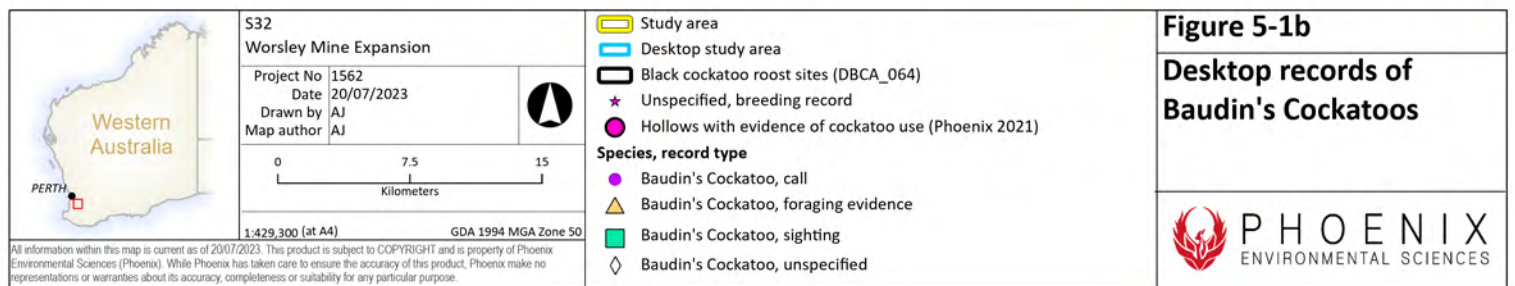 Western
Australia
PERTH
S32
Worsley Mine Expansion
Project No 1562
Date 20/07/2023
Drawn by AJ
Map author AJ
0 7.5 15
Kilometers
1:429,300 (at A4) GDA 1994 MGA Zone 50
All information within this map is current as of 20/07/2023. This product is subject to COPYRIGHT and is property of Phoenix
Environmental Sciences (Phoenix). While Phoenix has taken care to ensure the accuracy of this product, Phoenix make no
representations or warranties about its accuracy, completeness or suitability for any particular purpose.
Study area
Desktop study area
Black cockatoo roost sites (DBCA_064)
Unspecified, breeding record
Hollows with evidence of cockatoo use (Phoenix 2021)
Species, record type
Baudin's Cockatoo, call
Baudin's Cockatoo, foraging evidence
Baudin's Cockatoo, sighting
Baudin's Cockatoo, unspecified
Figure 5-1b
Desktop records of
Baudin's Cockatoos
PHOENIX
ENVIRONMENTAL SCIENCES